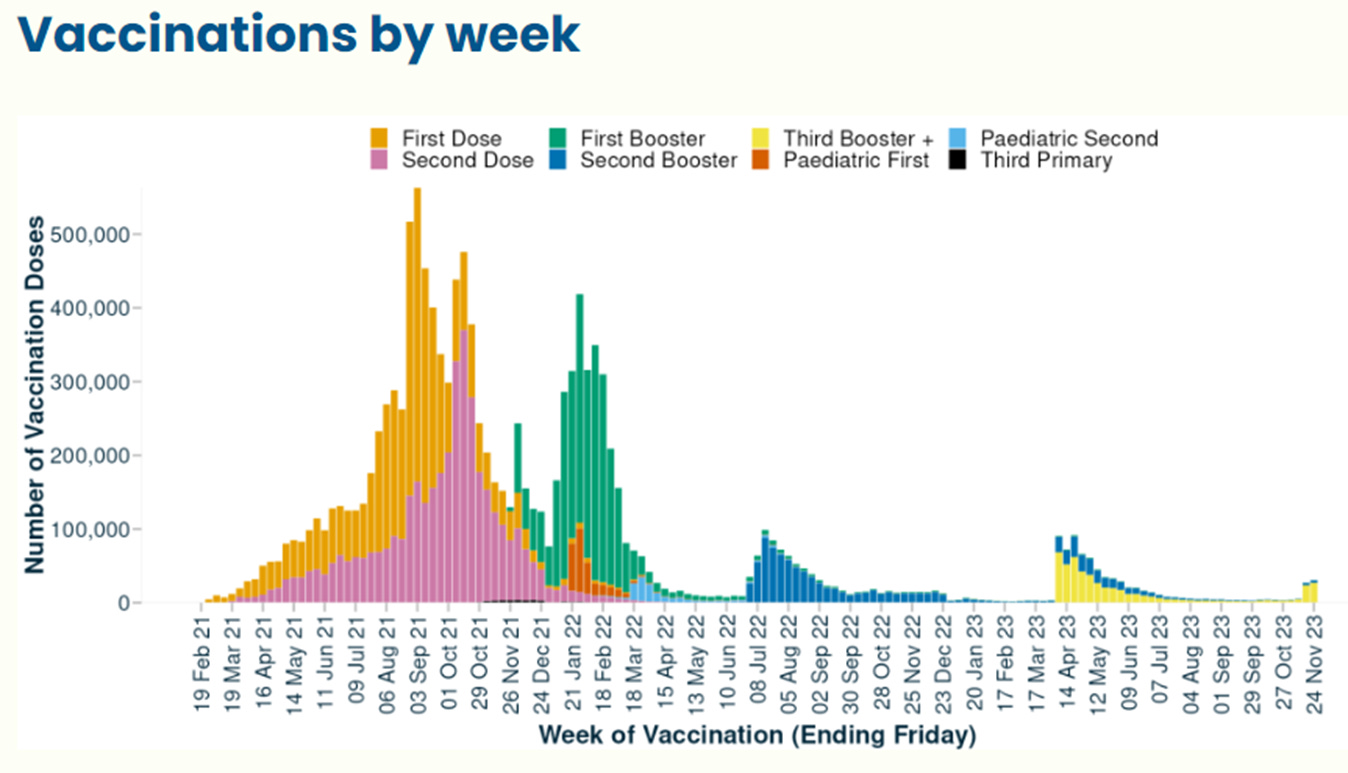 Vaccinations by week
First Dose First Booster Third Booster + Paediatric Second
Second Dose Second Booster Paediatric First Third Primary
Number of Vaccination Doses
500,000
400,000
300,000
200,000
100,000
0
19 Feb 21
19 Mar 21
16 Apr 21
14 May 21
11 Jun 21
09 Jul 21
06 Aug 21
03 Sep 21
01 Oct 21
29 Oct 21
26 Nov 21
24 Dec 21
21 Jan 22
18 Feb 22
18 Mar 22
15 Apr 22
13 May 22
10 Jun 22
08 Jul 22
05 Aug 22
02 Sep 22
30 Sep 22
28 Oct 22
25 Nov 22
23 Dec 22
20 Jan 23
17 Feb 23
17 Mar 23
14 Apr 23
12 May 23
09 Jun 23
07 Jul 23
04 Aug 23
01 Sep 23
29 Sep 23
27 Oct 23
24 Nov 23
Week of Vaccination (Ending Friday)